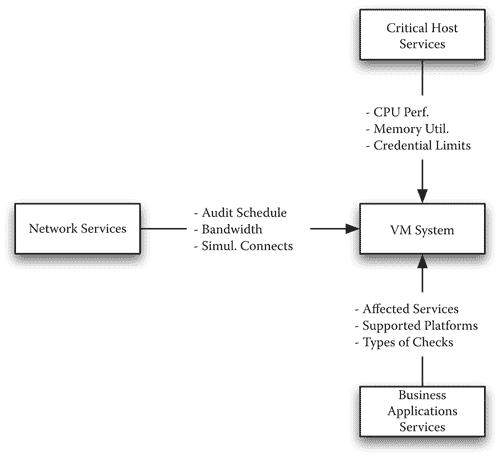 Critical Host
Services
- CPU Perf.
- Memory Util.
- Credential Limits
Network Services
- Audit Schedule
- Bandwidth
- Simul. Connects
VM System
- Affected Services
- Supported Platforms
- Types of Checks
Business
Applications
Services